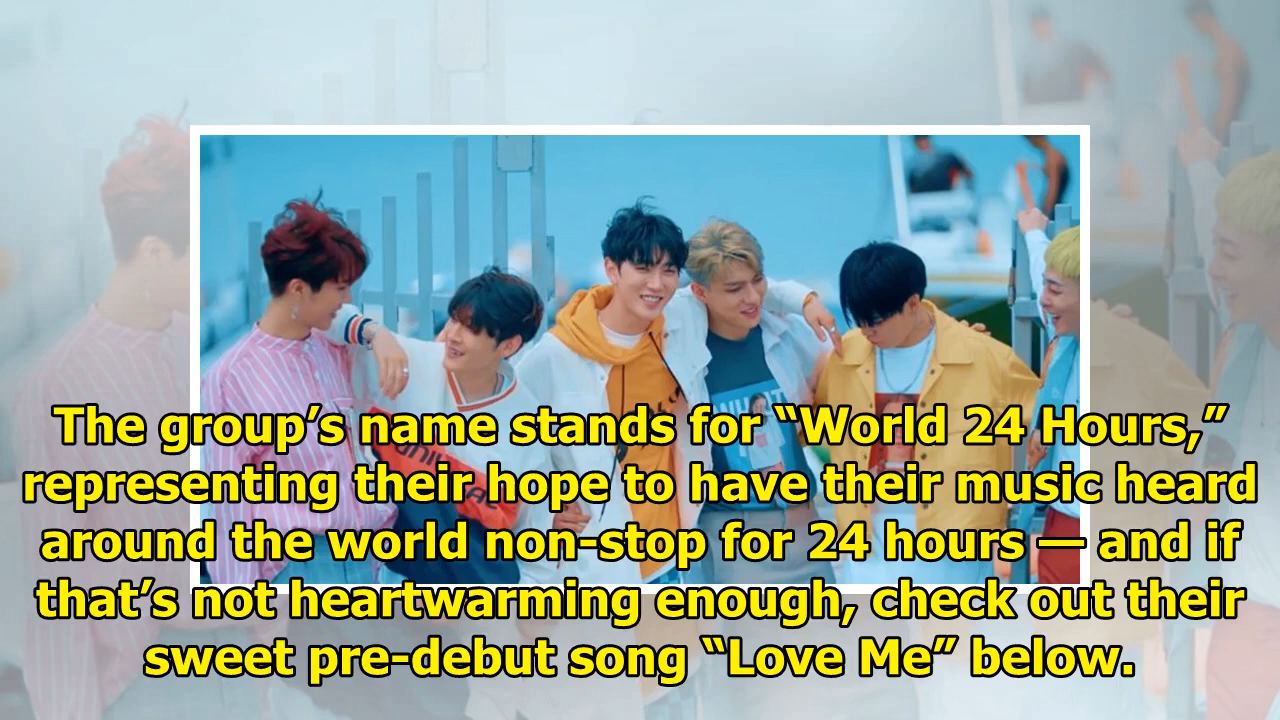 The group’s name stands for “World 24 Hours,”
representing their hope to have their music heard
around the world non-stop for 24 hours — and if
that’s not heartwarming enough, check out their
sweet pre-debut song “Love Me” below.